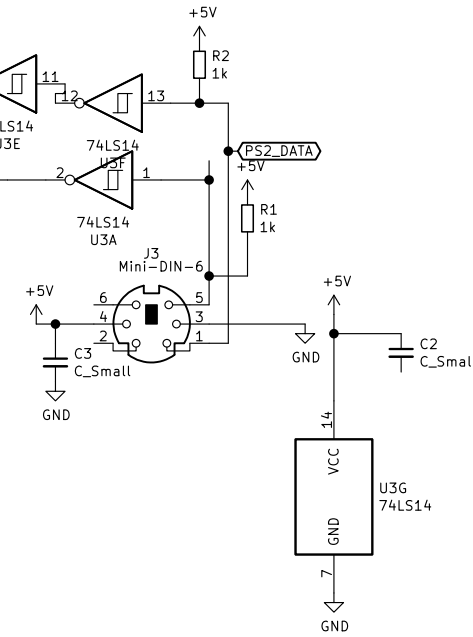 +5V
R2
1k
11
12
13
LS14
J3E
74LS14
U3F
PS2_DATA
+5V
2
1
R1
1k
74LS14
U3A
J3
Mini-DIN-6
+5V
+5V
6
5
4
3
2
1
C3
C_Small
GND
GND
C2
C_Smal
14
VCC
U3G
74LS14
GND
7
GND